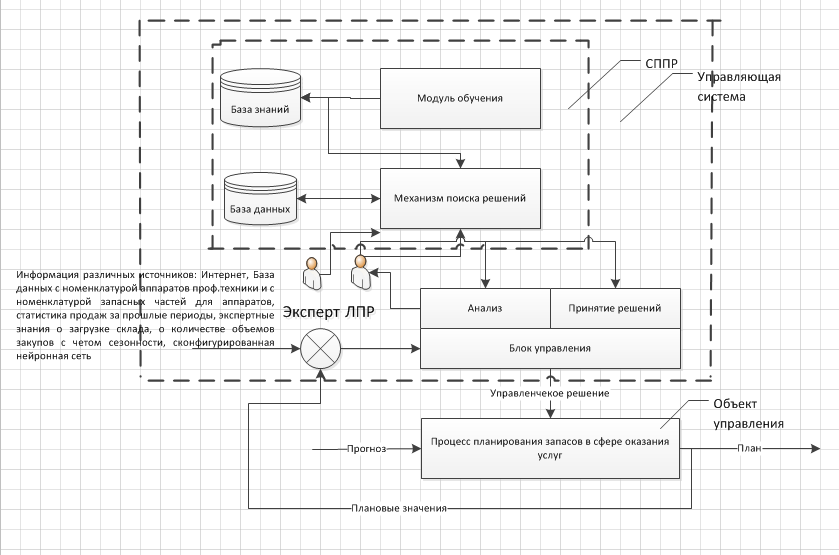 СППР
Управляющая
система
База знаний
Модуль обучения
База данных
Механизм поиска решений
Информация различных источников: Интернет, База
данных с номенклатурой аппаратов проф.техники и с
номенклатурой запасных частей для аппаратов,
статистика продаж за прошлые периоды, экспертные
знания о загрузке склада, о количестве объемов
закупов с четом сезонности, сконфигурированная
нейронная сеть
Эксперт ЛПР
Анализ
Принятие решений
Блок управления
Управленческое решение
Объект
управления
Прогноз
Процесс планирования запасов в сфере оказания
услуг
План
Плановые значения